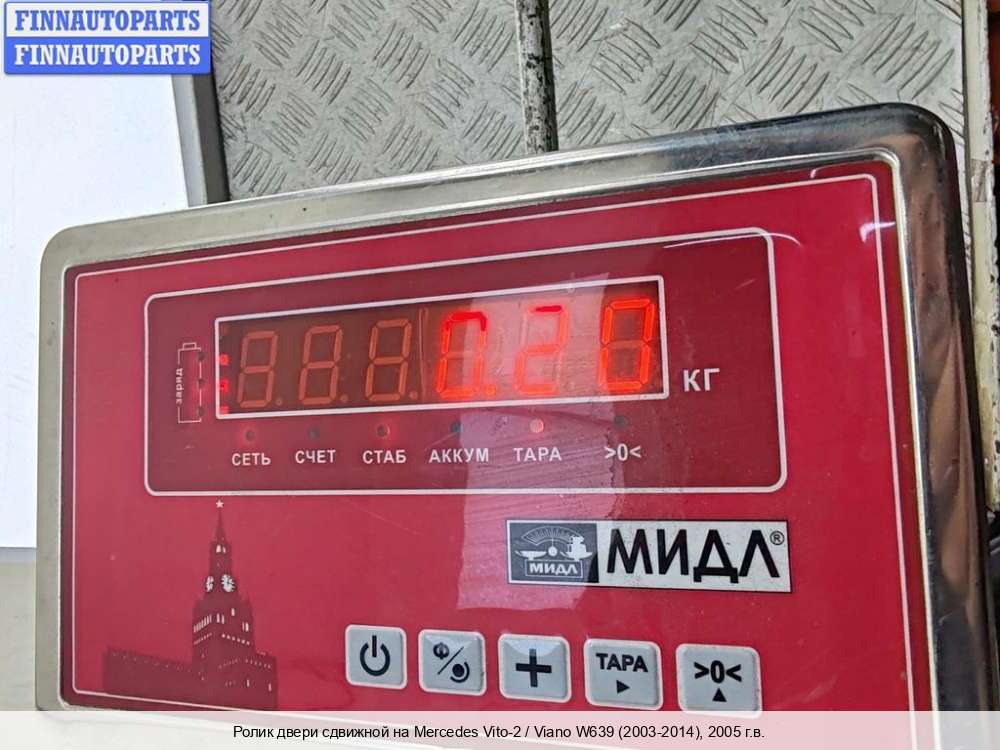 FINNAUTOPARTS
FINNAUTOPARTS
заряд
0.20 КГ
СЕТЬ СЧЕТ СТАБ АККУМ ТАРА >0<
МИДЛ МИДЛ®
ТАРА >0<
Ролик двери сдвижной на Mercedes Vito-2 / Viano W639 (2003-2014), 2005 г.в.